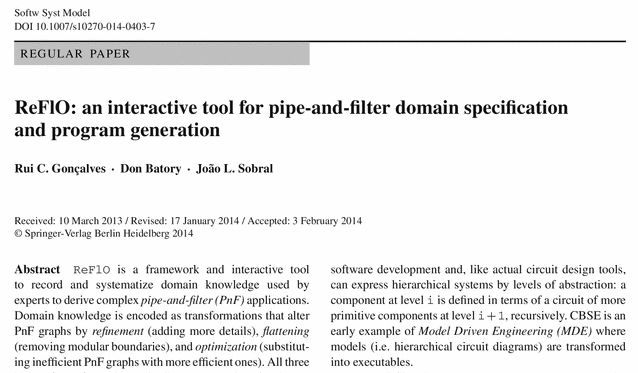 Softw Syst Model
DOI 10.1007/s10270-014-0403-7
REGULAR PAPER
ReFlO: an interactive tool for pipe-and-filter domain specification
and program generation
Rui C. Gonçalves · Don Batory · João L. Sobral
Received: 10 March 2013 / Revised: 17 January 2014 / Accepted: 3 February 2014
© Springer-Verlag Berlin Heidelberg 2014
Abstract ReFlO is a framework and interactive tool
to record and systematize domain knowledge used by
experts to derive complex pipe-and-filter (PnF) applications.
Domain knowledge is encoded as transformations that alter
PnF graphs by refinement (adding more details), flattening
(removing modular boundaries), and optimization (substitut-
ing inefficient PnF graphs with more efficient ones). All three
software development and, like actual circuit design tools,
can express hierarchical systems by levels of abstraction: a
component at level i is defined in terms of a circuit of more
primitive components at level i+1, recursively. CBSE is an
early example of Model Driven Engineering (MDE) where
models (i.e. hierarchical circuit diagrams) are transformed
into executables.